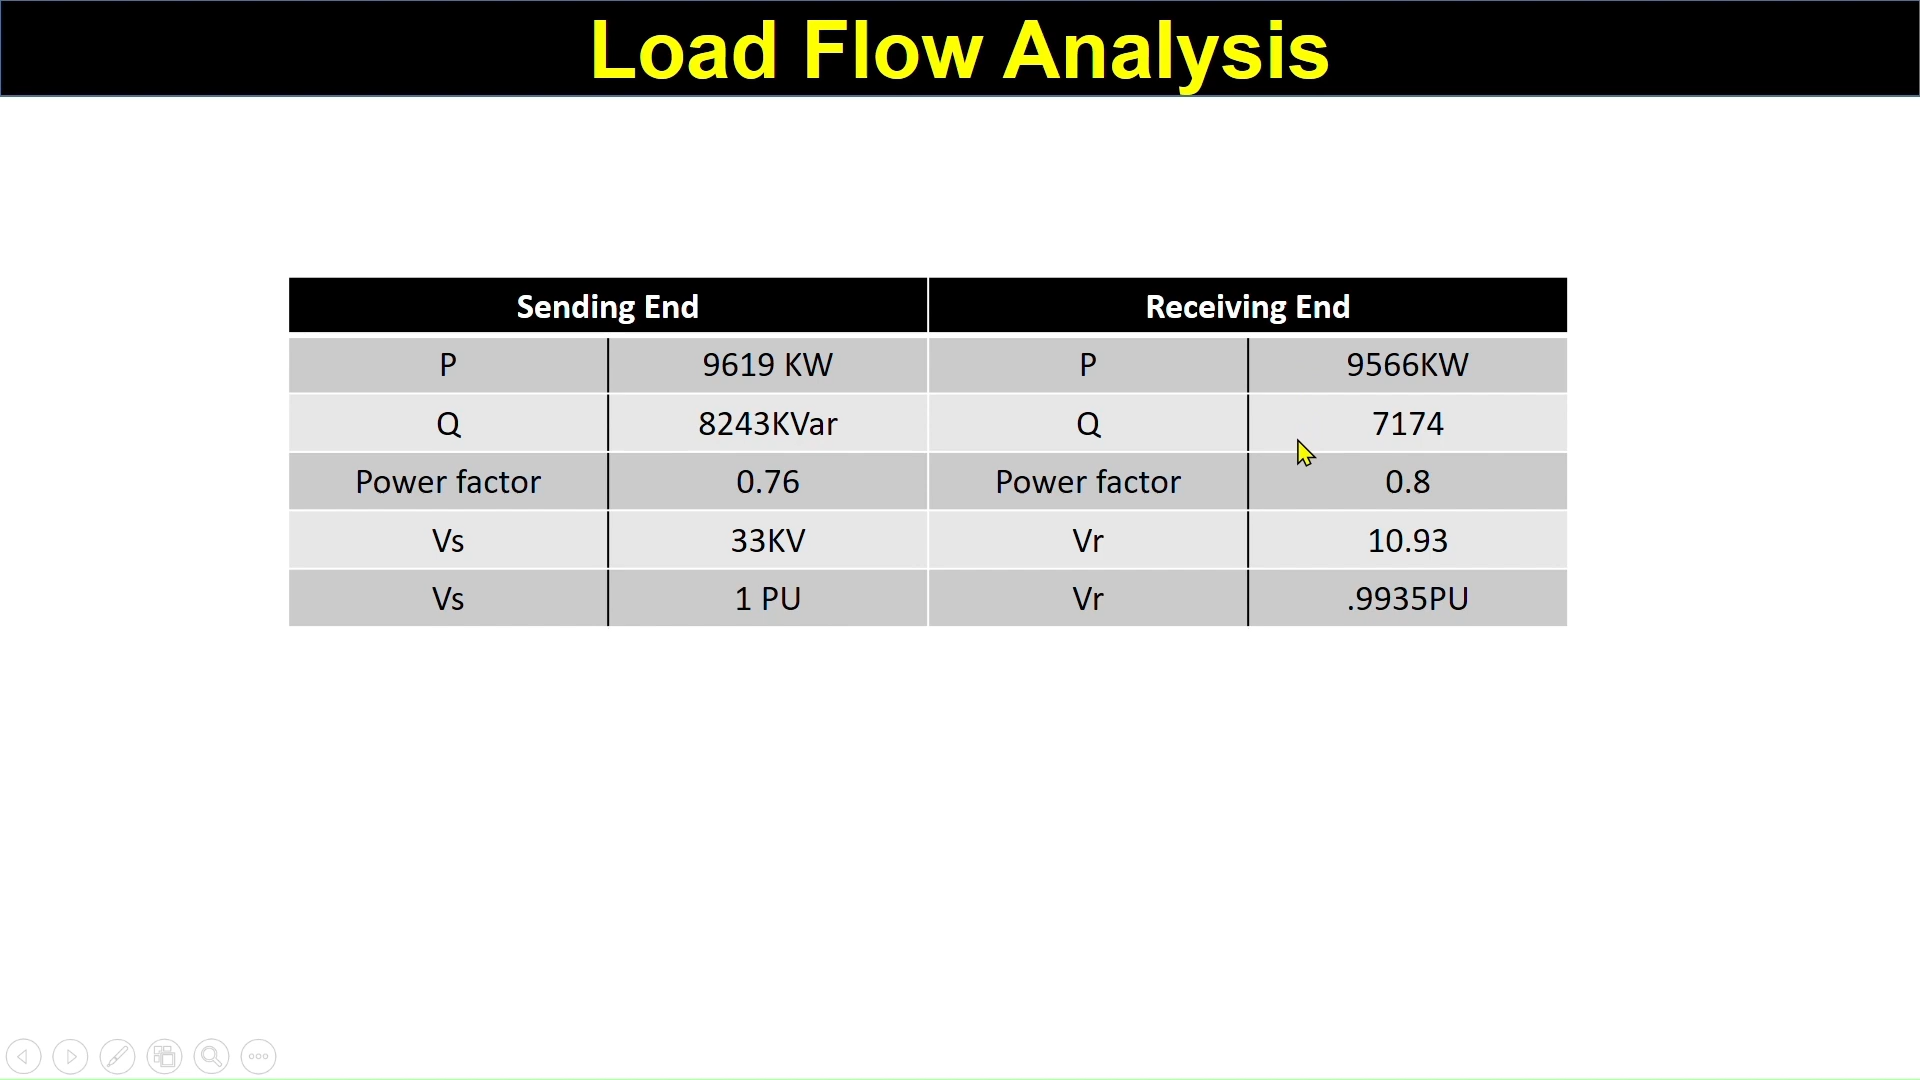 Load Flow Analysis
Sending End Receiving End
P 9619 KW P 9566KW
Q 8243KVar Q 7174
Power factor 0.76 Power factor 0.8
Vs 33KV Vr 10.93
Vs 1 PU Vr .9935PU